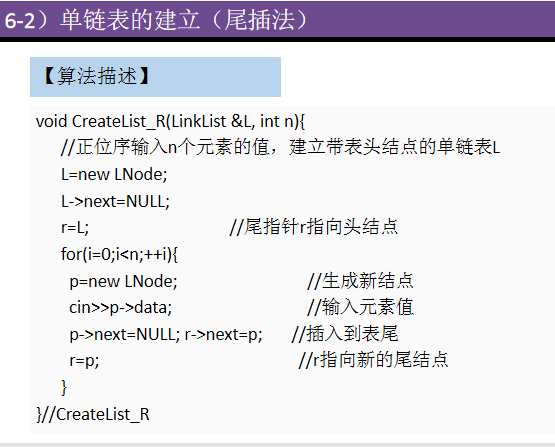 6-2）单链表的建立（尾插法）
【算法描述】
void CreateList_R(LinkList &L, int n){
//正位序输入n个元素的值，建立带表头结点的单链表L
L=new LNode;
L->next=NULL;
r=L; //尾指针r指向头结点
for(i=0;i<n;++i){
p=new LNode; //生成新结点
cin>>p->data; //输入元素值
p->next=NULL; r->next=p; //插入到表尾
r=p; //r指向新的尾结点
}
}//CreateList_R